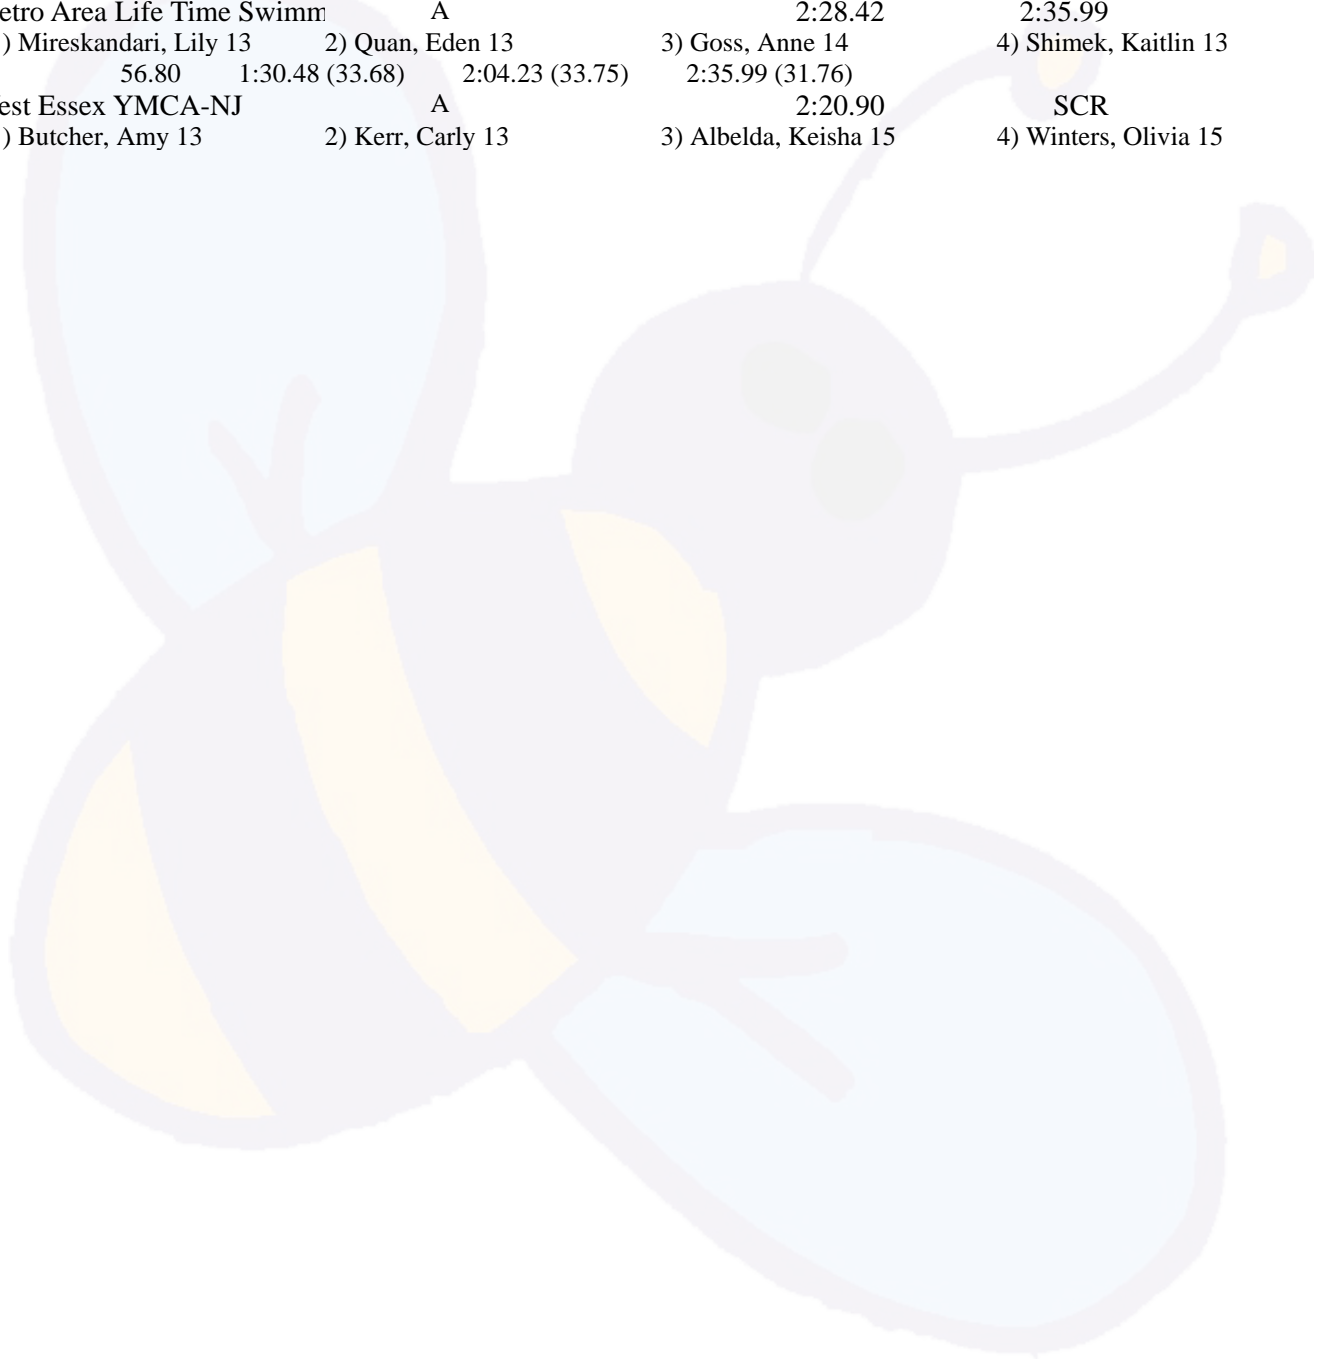 etro Area Life Time Swimm A 2:28.42 2:35.99
) Mireskandari, Lily 13 2) Quan, Eden 13 3) Goss, Anne 14 4) Shimek, Kaitlin 13
56.80 1:30.48 (33.68) 2:04.23 (33.75) 2:35.99 (31.76)
est Essex YMCA-NJ A 2:20.90 SCR
) Butcher, Amy 13 2) Kerr, Carly 13 3) Albelda, Keisha 15 4) Winters, Olivia 15